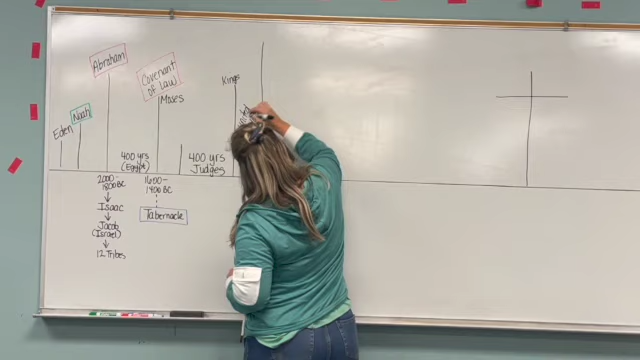 Eden
Noah
Abraham
Covenant
of Law
Moses
Kings
400 yrs
(Egypt)
400 yrs
Judges
2000-
1800 BC
Isaac
Jacob
(Israel)
12 Tribes
1600-
1400 BC
Tabernacle